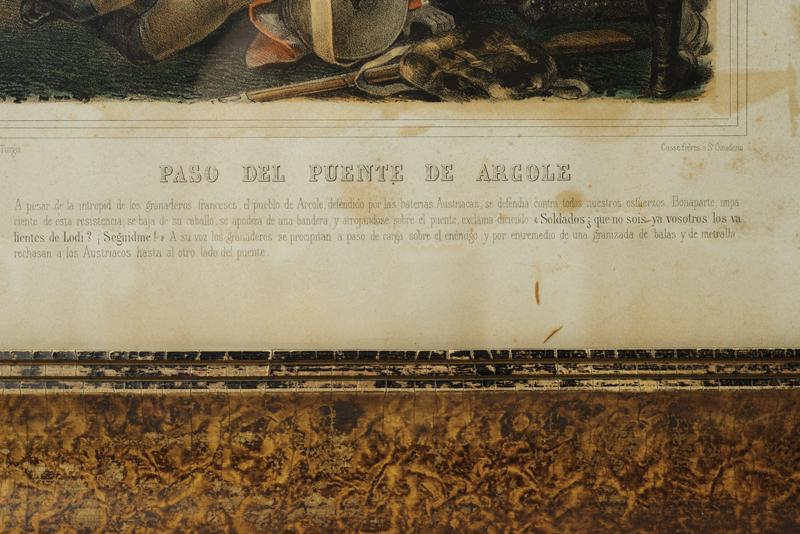 Turgis
Casse frères a St Gaudens
PASO DEL PUENTE DE ARCOLE
A pesar de la intrepid de los granaderos franceses, el pueblo de Arcole, defendido por las baterias Austriacas, se defendia contra todos nuestros esfuerzos. Bonaparte, impa
ciente de esta resistencia, se baja de su caballo, se apodera de una bandera, y arrojandose sobre el puente, exclama diciendo «Soldados ¿ que no sois ya vosotros los va
lientes de Lodi ? ¡ Seguidme !» A su voz los granaderos se precipitan a paso de carga sobre el enemigo, y por entremedio de una granizada de balas y de metralla
rechasan a los Austriacos hasta al otro lado del puente.